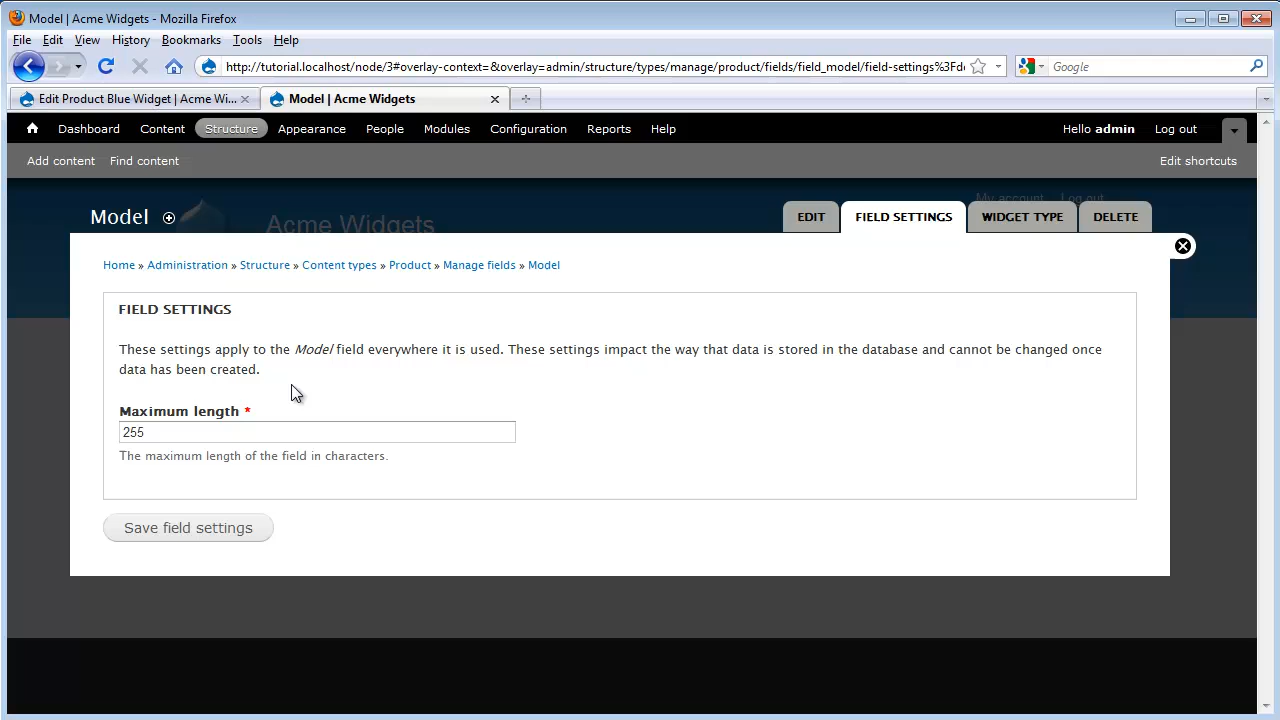 Model | Acme Widgets - Mozilla Firefox
File Edit View History Bookmarks Tools Help
http://tutorial.localhost/node/3#overlay-context=&overlay=admin/structure/types/manage/product/fields/field_model/field-settings%3Fd
Google
Edit Product Blue Widget | Acme Wi...
Model | Acme Widgets
Dashboard Content Structure Appearance People Modules Configuration Reports Help
Hello admin Log out
Add content Find content
Edit shortcuts
My account Log out
Acme Widgets
Model
EDIT FIELD SETTINGS WIDGET TYPE DELETE
Home » Administration » Structure » Content types » Product » Manage fields » Model
FIELD SETTINGS
These settings apply to the Model field everywhere it is used. These settings impact the way that data is stored in the database and cannot be changed once
data has been created.
Maximum length *
255
The maximum length of the field in characters.
Save field settings